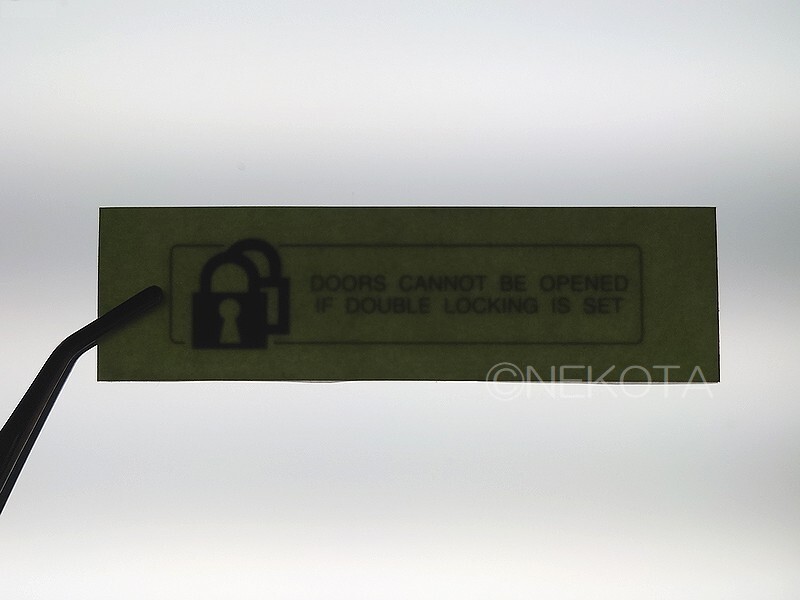 DOORS CANNOT BE OPENED
IF DOUBLE LOCKING IS SET
©NEKOTA